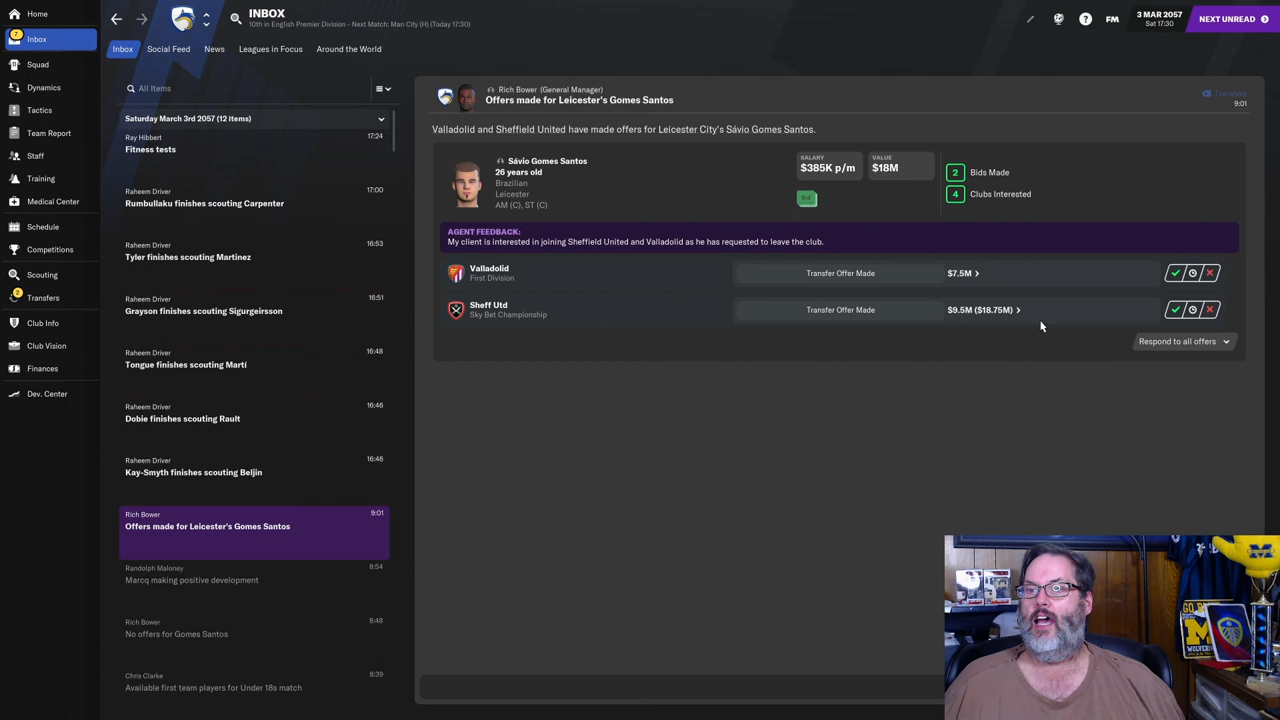 Home
7
Inbox
Squad
Dynamics
Tactics
Team Report
Staff
Training
Medical Center
Schedule
Competitions
Scouting
2
Transfers
Club Info
Club Vision
Finances
Dev. Center
INBOX
10th in English Premier Division - Next Match: Man City (H) (Today 17:30)
FM
3 MAR 2057
Sat 17:30
NEXT UNREAD
Inbox
Social Feed
News
Leagues in Focus
Around the World
All Items
Saturday March 3rd 2057 (12 Items)
Ray Hibbert
17:24
Fitness tests
Raheem Driver
17:00
Rumbullaku finishes scouting Carpenter
Raheem Driver
16:53
Tyler finishes scouting Martinez
Raheem Driver
16:51
Grayson finishes scouting Sigurgeirsson
Raheem Driver
16:48
Tongue finishes scouting Martí
Raheem Driver
16:46
Dobie finishes scouting Rault
Raheem Driver
16:46
Kay-Smyth finishes scouting Beljin
Rich Bower
9:01
Offers made for Leicester's Gomes Santos
Randolph Maloney
8:54
Marcq making positive development
Rich Bower
8:48
No offers for Gomes Santos
Chris Clarke
8:39
Available first team players for Under 18s match
Rich Bower (General Manager)
Offers made for Leicester's Gomes Santos
Transfers
9:01
Valladolid and Sheffield United have made offers for Leicester City's Sávio Gomes Santos.
Sávio Gomes Santos
26 years old
Brazilian
Leicester
AM (C), ST (C)
SALARY
$385K p/m
VALUE
$18M
Bid
2 Bids Made
4 Clubs Interested
AGENT FEEDBACK:
My client is interested in joining Sheffield United and Valladolid as he has requested to leave the club.
Valladolid
First Division
Transfer Offer Made
$7.5M
Sheff Utd
Sky Bet Championship
Transfer Offer Made
$9.5M ($18.75M)
Respond to all offers
M